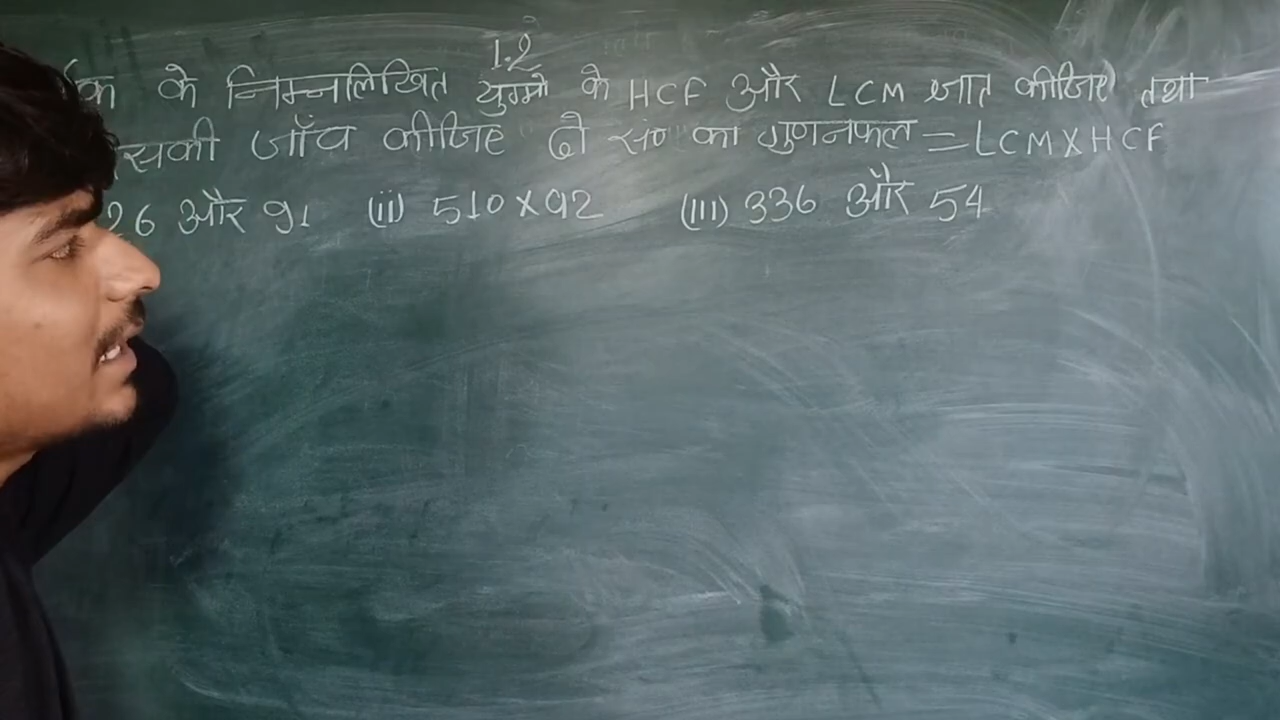 1.2
के निम्नलिखित युग्मो के HCF और LCM ज्ञात कीजिए तथा
सकी जाँच कीजिए दो सं० का गुणनफल = LCM X HCF
26 और 91 (ii) 510 X 92 (iii) 336 और 54